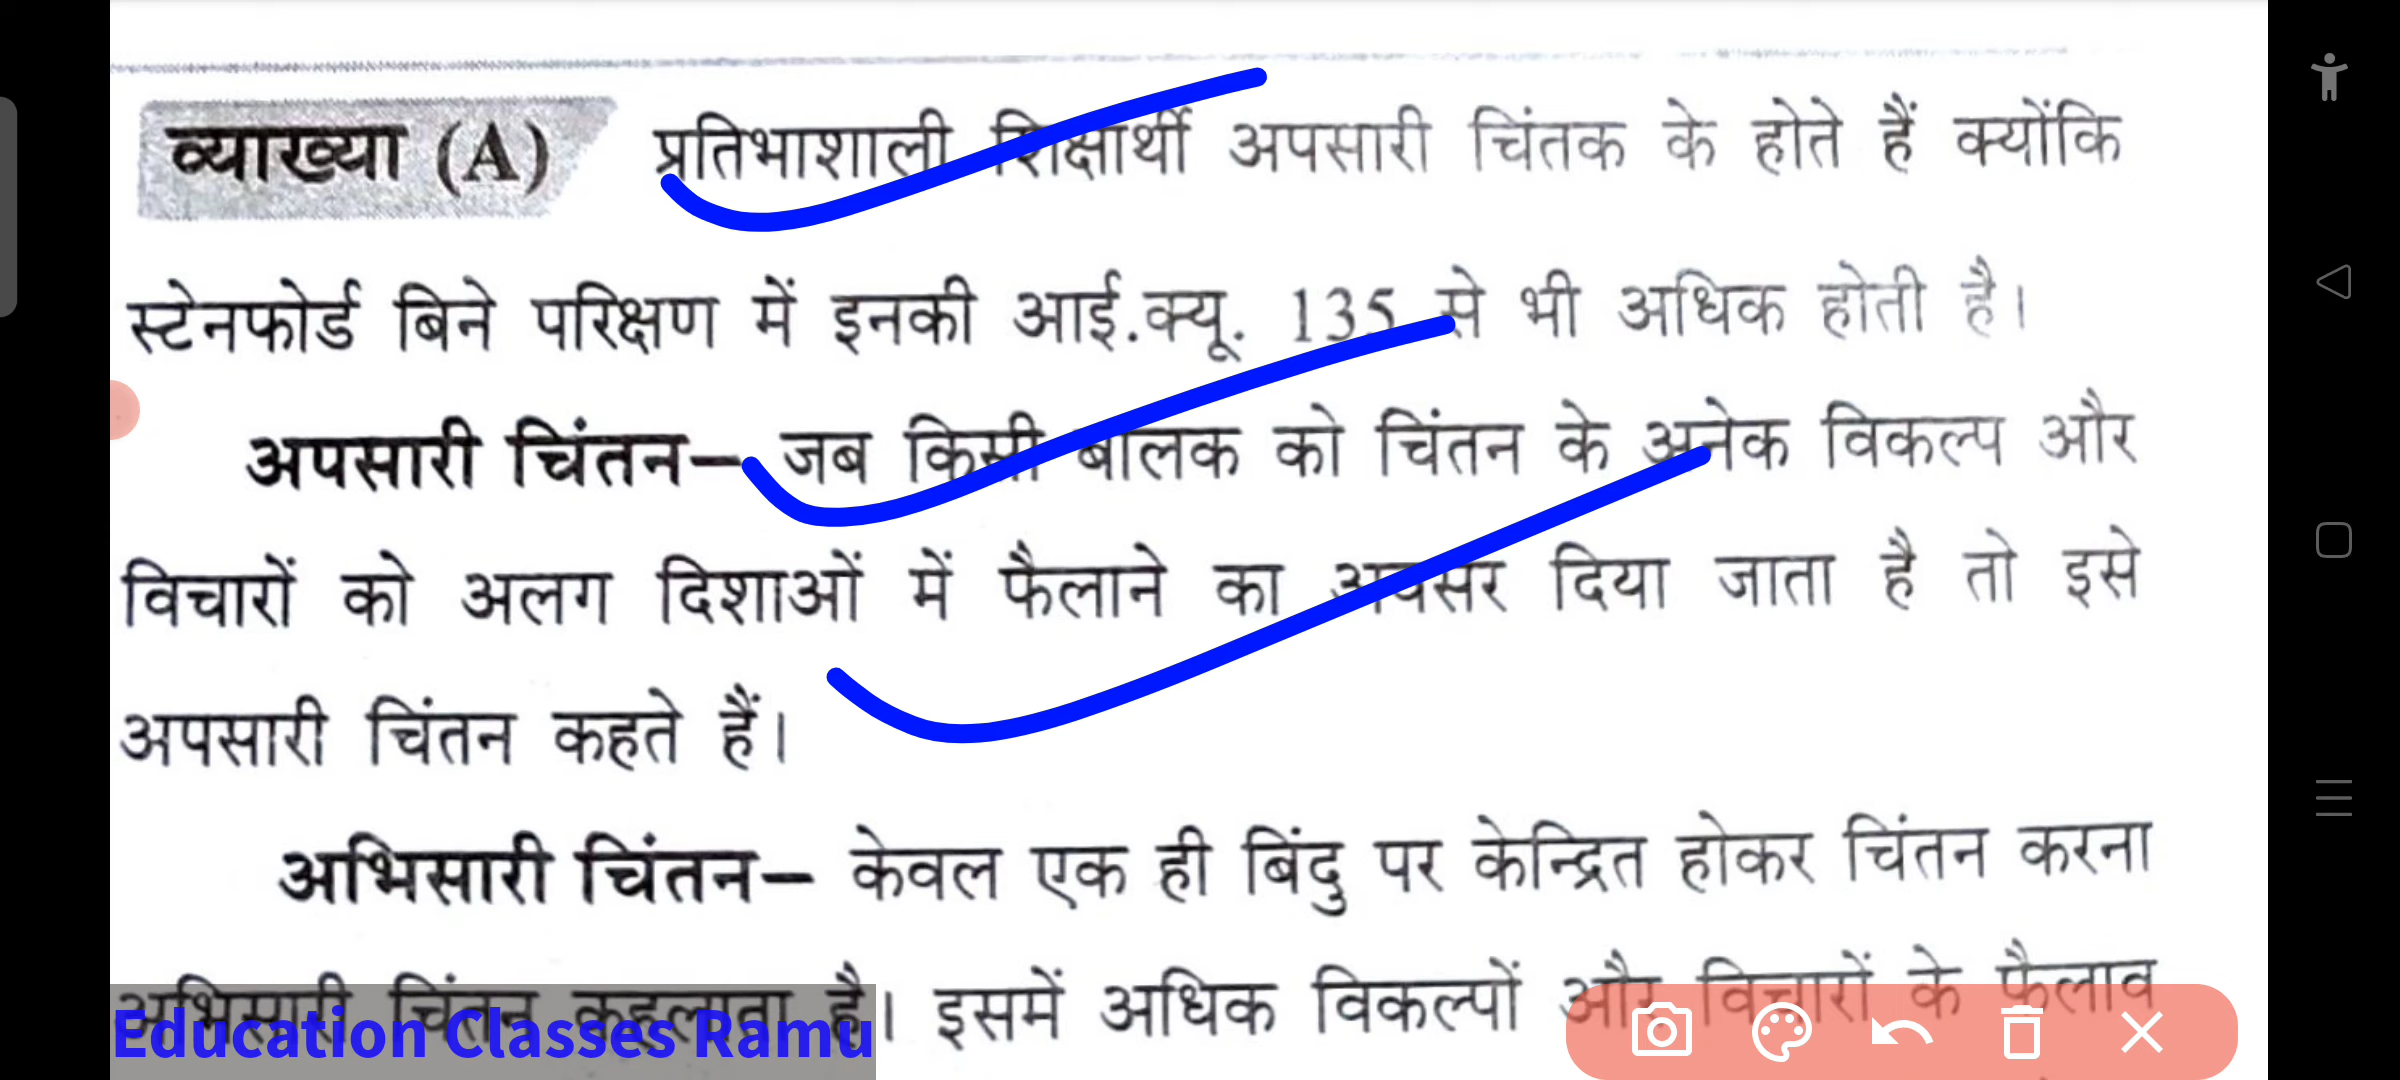 व्याख्या (A) प्रतिभाशाली शिक्षार्थी अपसारी चिंतक के होते हैं क्योंकि
स्टेनफोर्ड बिने परिक्षण में इनकी आई.क्यू. 135 से भी अधिक होती है।
अपसारी चिंतन– जब किसी बालक को चिंतन के अनेक विकल्प और
विचारों को अलग दिशाओं में फैलाने का अवसर दिया जाता है तो इसे
अपसारी चिंतन कहते हैं।
अभिसारी चिंतन– केवल एक ही बिंदु पर केन्द्रित होकर चिंतन करना
अभिसारी चिंतन कहलाता है। इसमें अधिक विकल्पों और विचारों के फैलाव
Education Classes Ramu